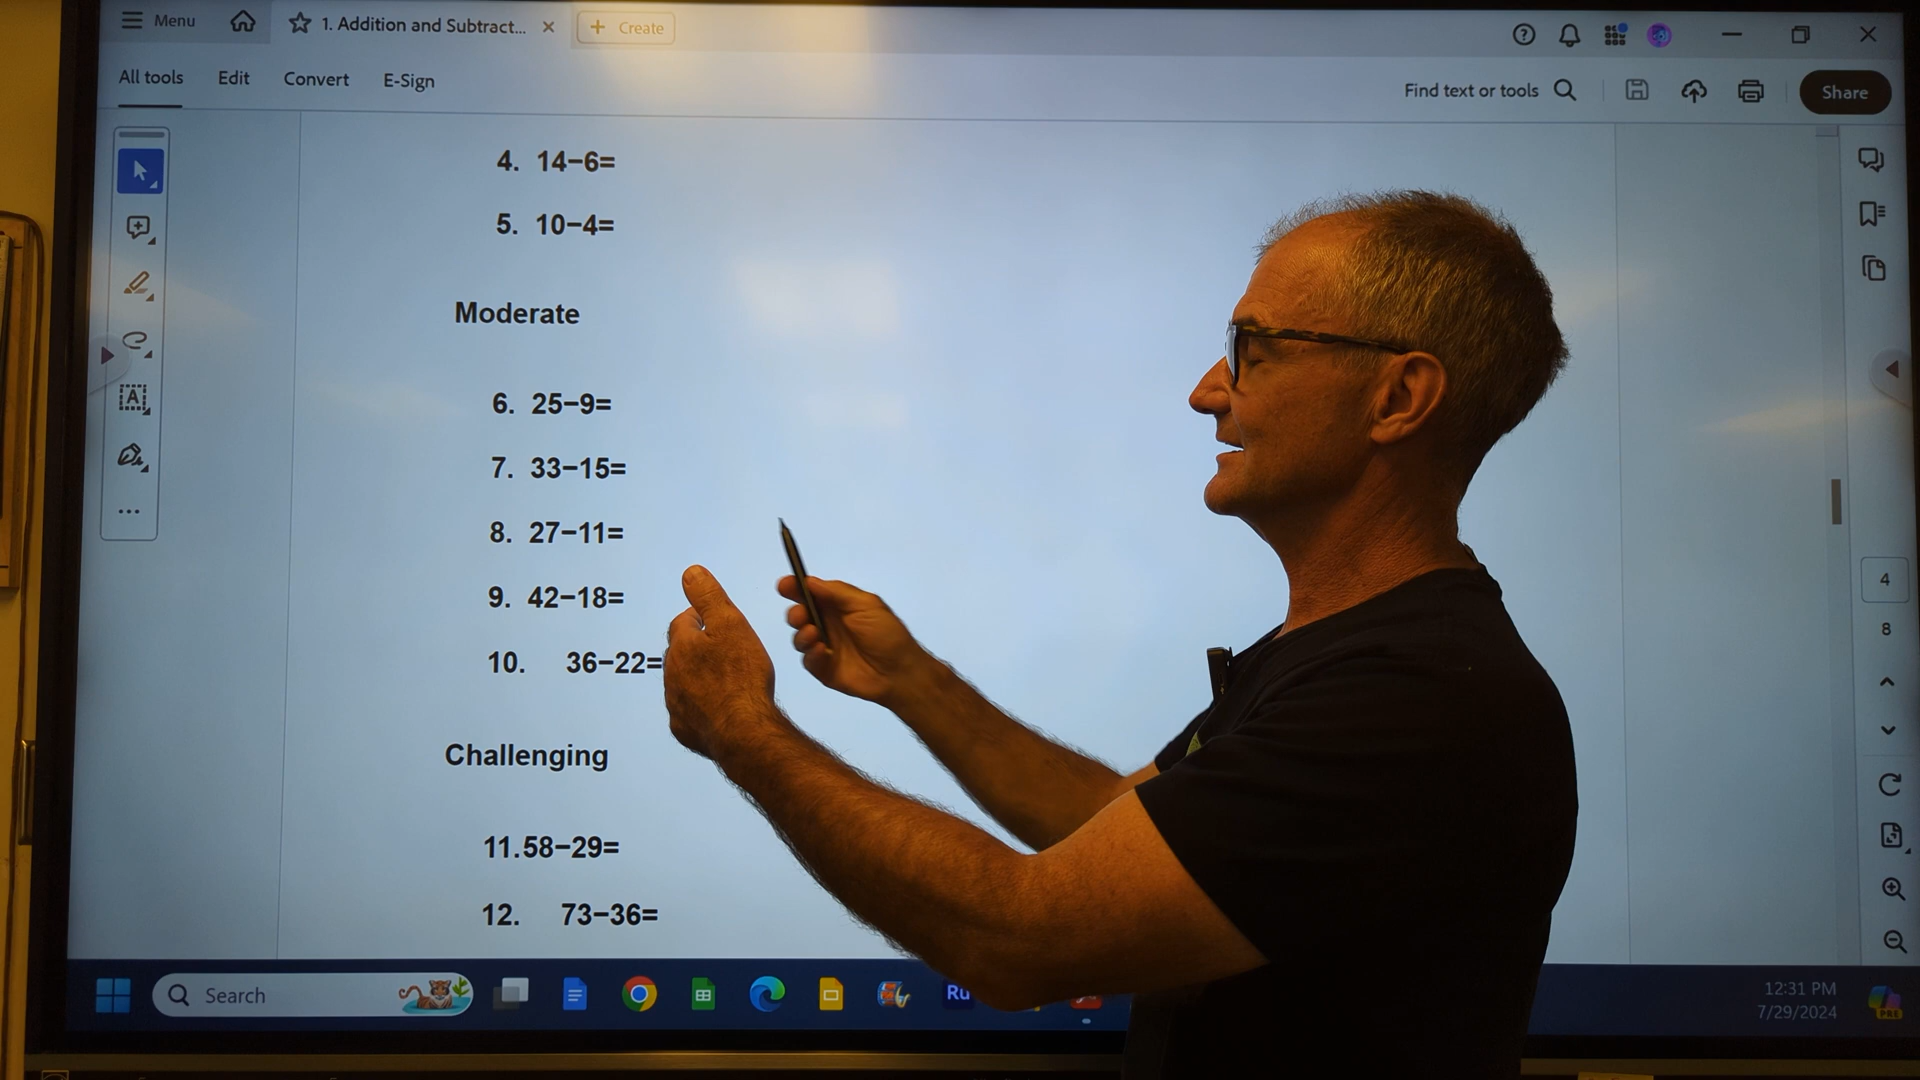 Menu
1. Addition and Subtract...
+ Create
All tools
Edit
Convert
E-Sign
Find text or tools
Share
4. 14−6=
5. 10−4=
Moderate
6. 25−9=
7. 33−15=
8. 27−11=
9. 42−18=
10. 36−22=
Challenging
11.58−29=
12. 73−36=
4
8
Search
Ru
12:31 PM
7/29/2024
PRE